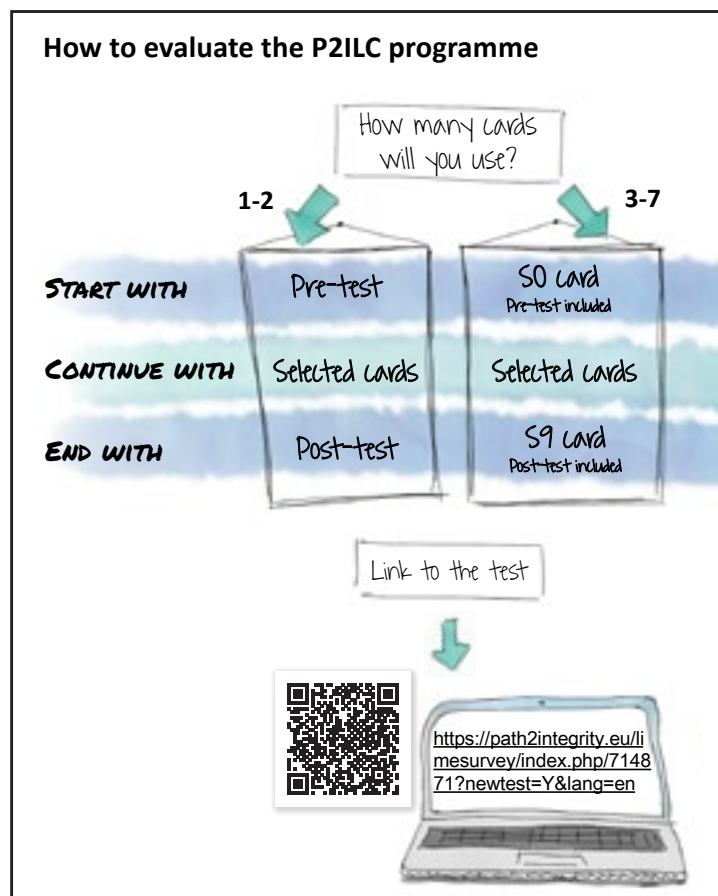 How to evaluate the P2ILC programme
How many cards
will you use?
1-2
3-7
START WITH
Pre-test
S0 card
Pre-test included
CONTINUE WITH
Selected cards
Selected cards
END WITH
Post-test
S9 card
Post-test included
Link to the test
https://path2integrity.eu/li
mesurvey/index.php/7148
71?newtest=Y&lang=en